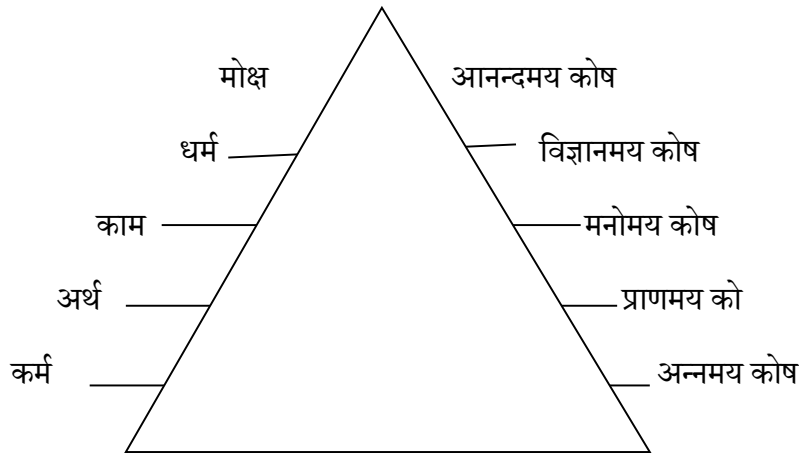 मोक्ष आनन्दमय कोष
धर्म विज्ञानमय कोष
काम मनोमय कोष
अर्थ प्राणमय को
कर्म अन्नमय कोष